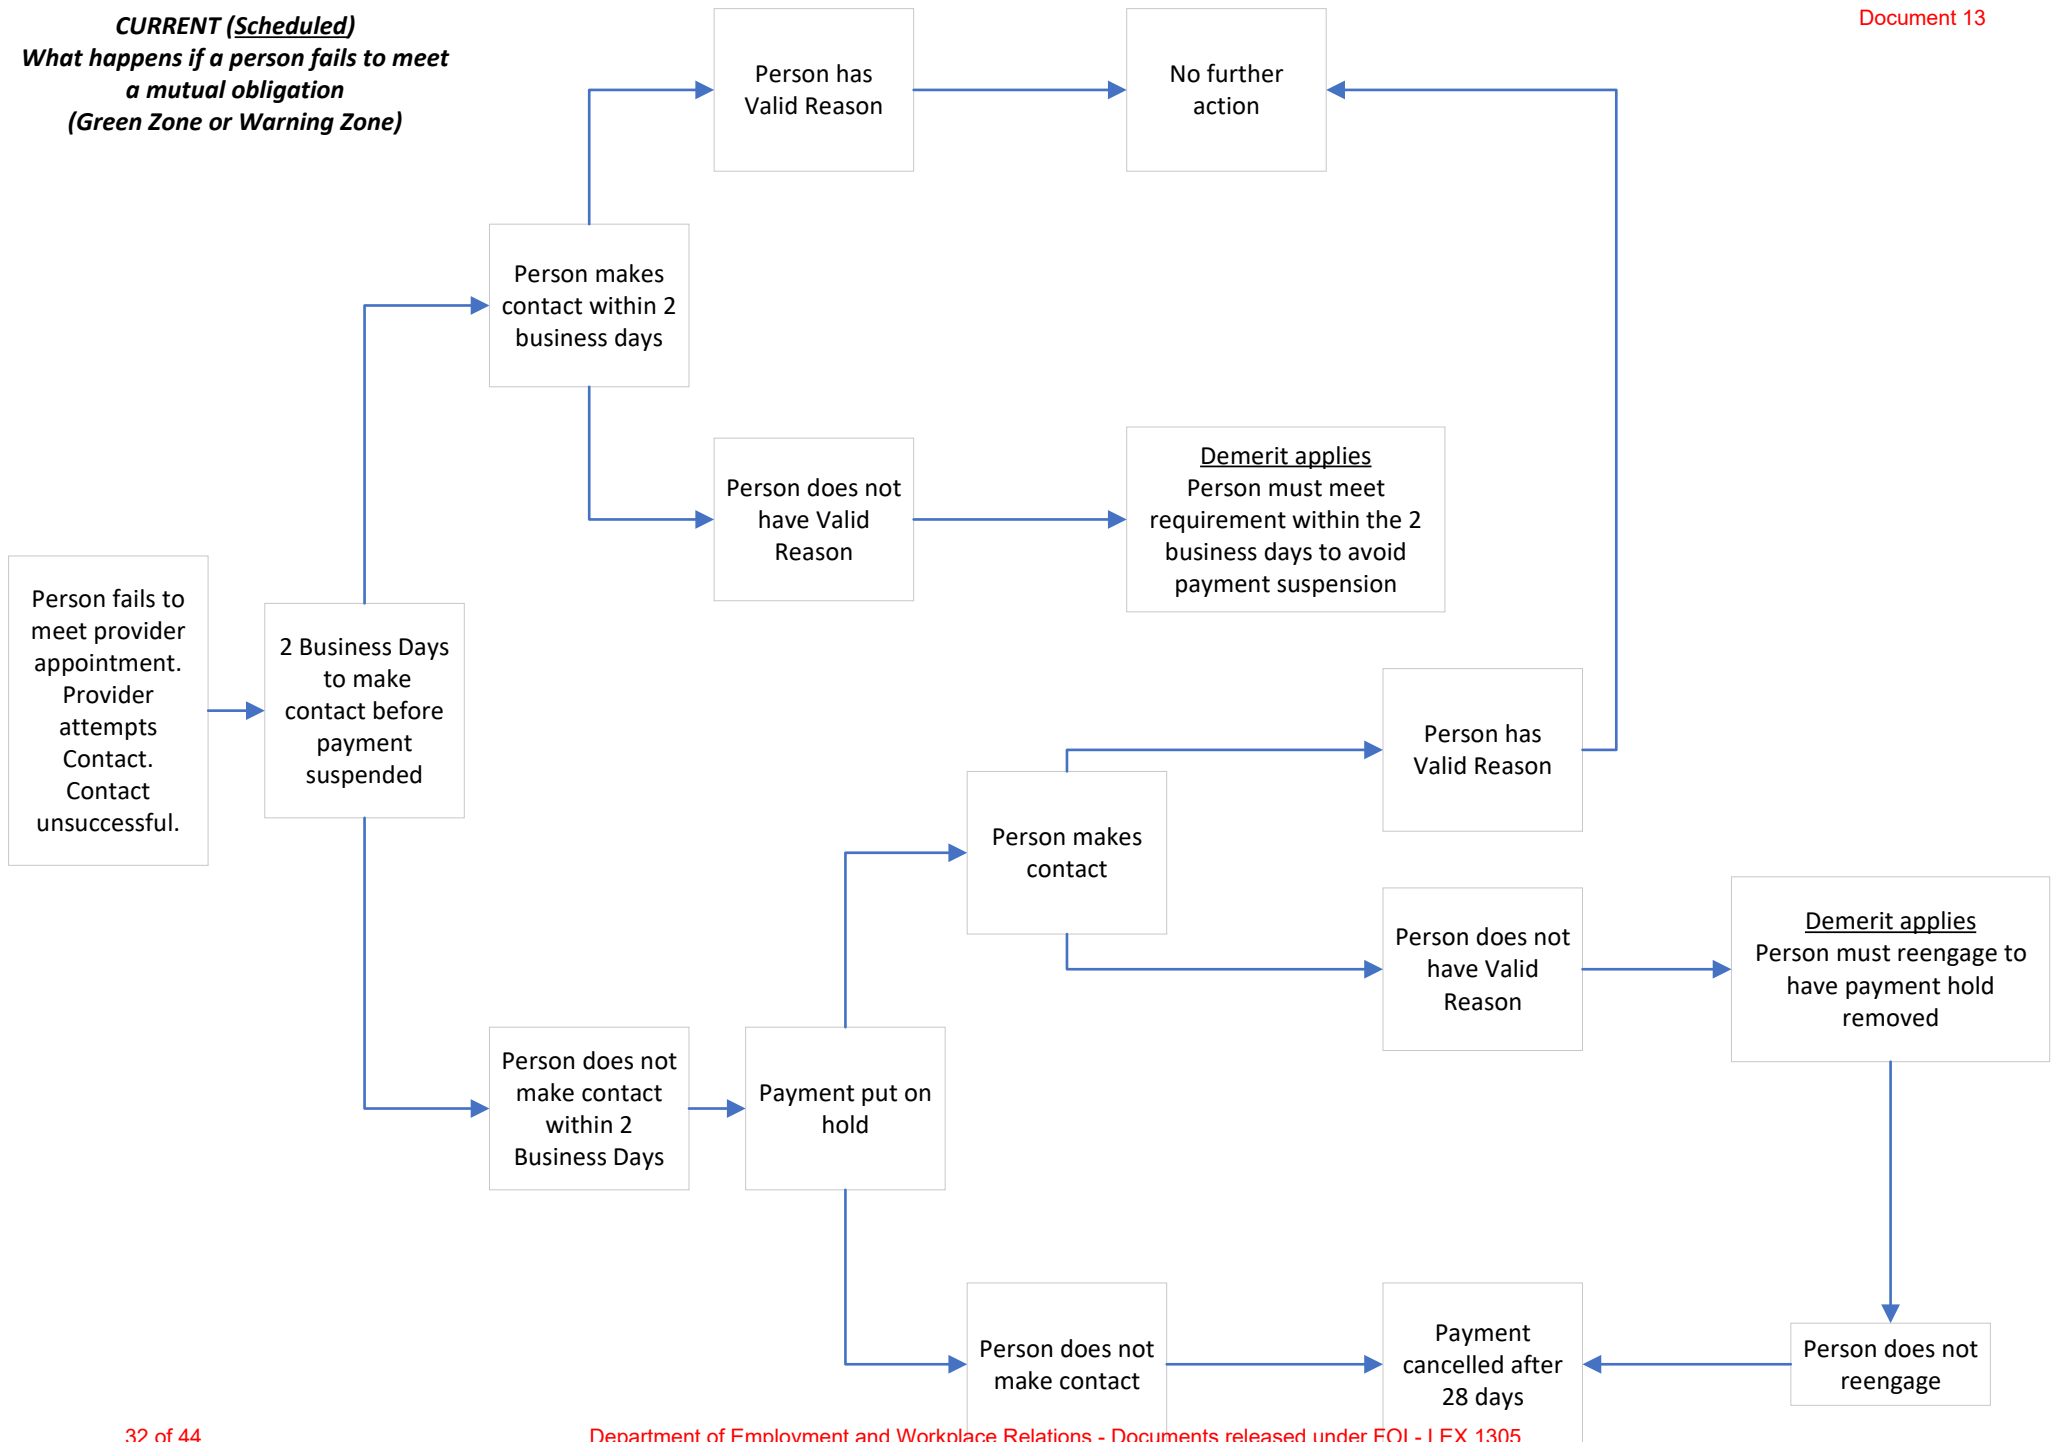 CURRENT (Scheduled)
What happens if a person fails to meet
a mutual obligation
(Green Zone or Warning Zone)
Document 13
Person has
Valid Reason
No further
action
Person makes
contact within 2
business days
Person does not
have Valid
Reason
Demerit applies
Person must meet
requirement within the 2
business days to avoid
payment suspension
Person fails to
meet provider
appointment.
Provider
attempts
Contact.
Contact
unsuccessful.
2 Business Days
to make
contact before
payment
suspended
Person has
Valid Reason
Person makes
contact
Person does not
have Valid
Reason
Demerit applies
Person must reengage to
have payment hold
removed
Person does not
make contact
within 2
Business Days
Payment put on
hold
Person does not
make contact
Payment
cancelled after
28 days
Person does not
reengage
32 of 44
Department of Employment and Workplace Relations - Documents released under FOI - LEX 1305